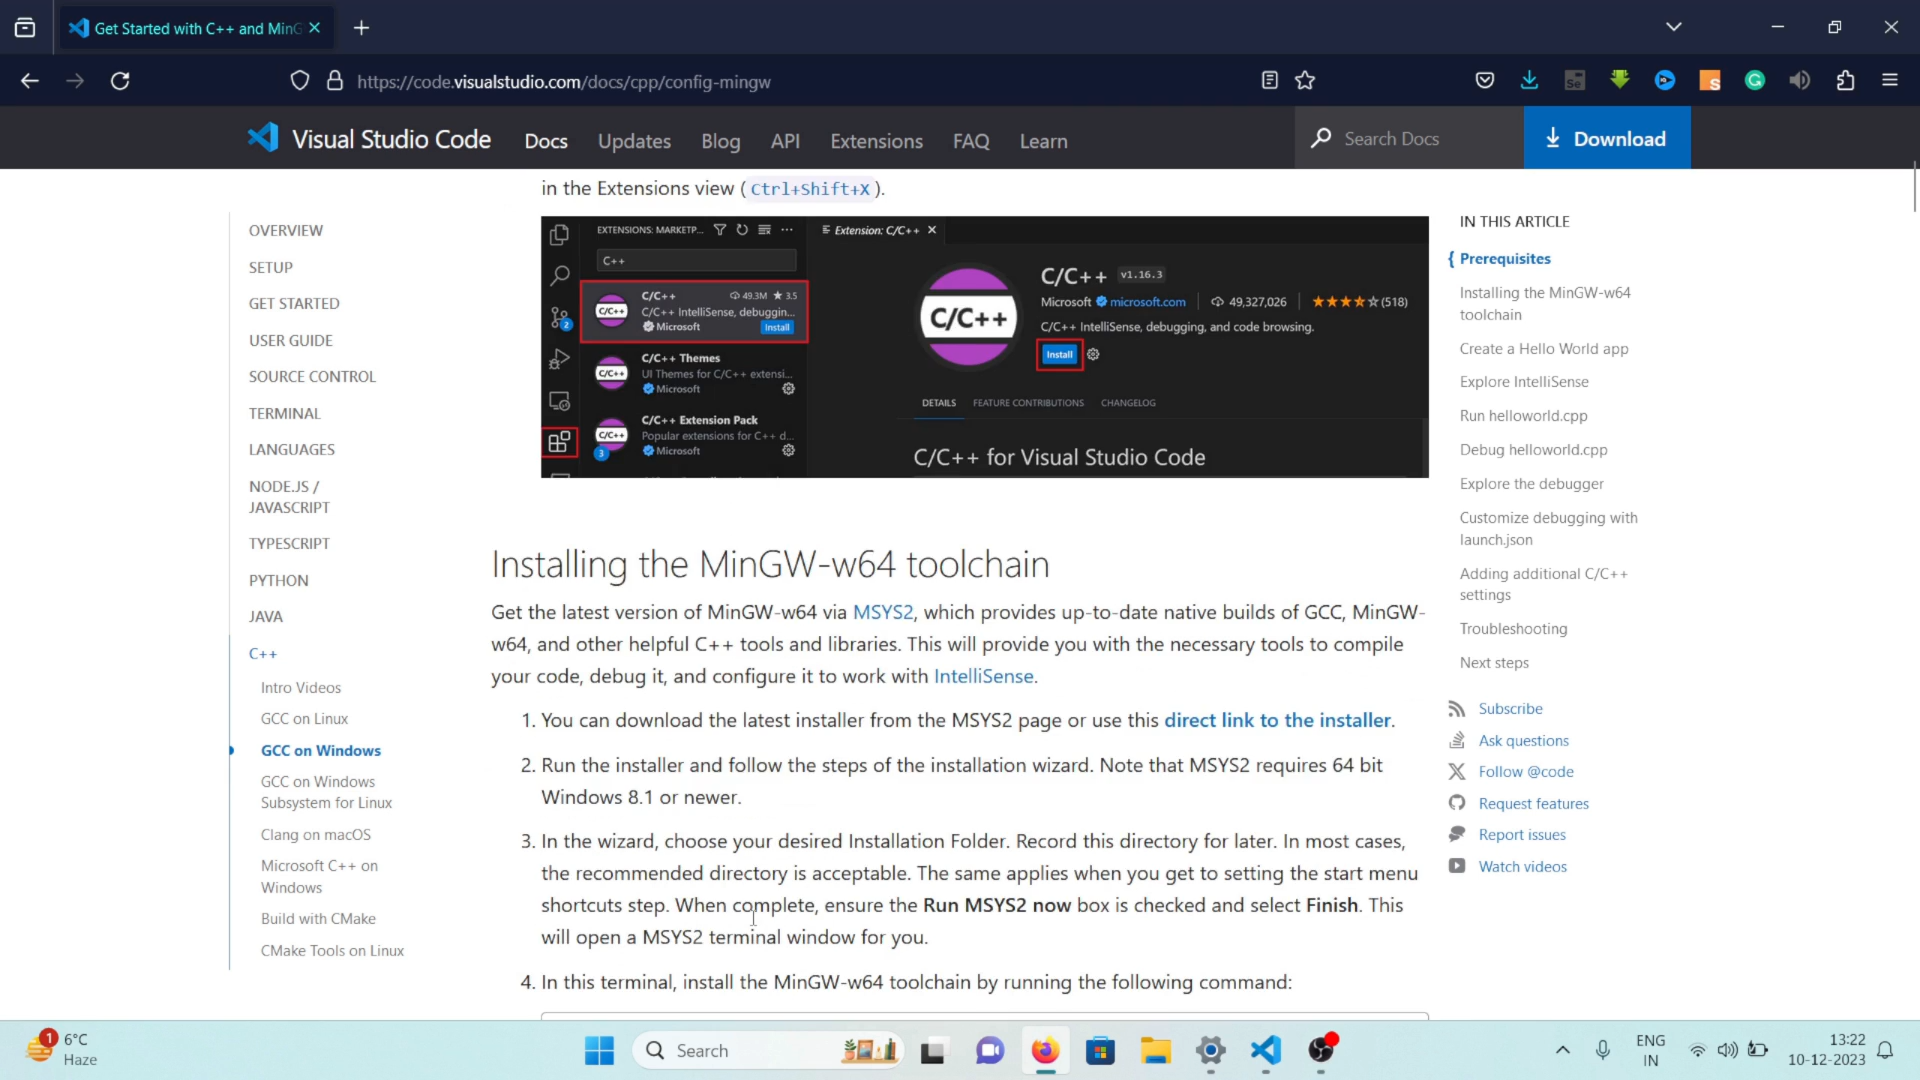 Get Started with C++ and MinG
https://code.visualstudio.com/docs/cpp/config-mingw
Visual Studio Code
Docs
Updates
Blog
API
Extensions
FAQ
Learn
Search Docs
Download
OVERVIEW
SETUP
GET STARTED
USER GUIDE
SOURCE CONTROL
TERMINAL
LANGUAGES
NODE.JS /
JAVASCRIPT
TYPESCRIPT
PYTHON
JAVA
C++
Intro Videos
GCC on Linux
GCC on Windows
GCC on Windows
Subsystem for Linux
Clang on macOS
Microsoft C++ on
Windows
Build with CMake
CMake Tools on Linux
in the Extensions view (Ctrl+Shift+X).
EXTENSIONS: MARKETP...
C++
C/C++ 49.3M ★ 3.5
C/C++ IntelliSense, debuggin...
Microsoft Install
C/C++ Themes
UI Themes for C/C++ extensi...
Microsoft
C/C++ Extension Pack
Popular extensions for C++ d...
Microsoft
C/C++
C/C++
C/C++
3
2
Extension: C/C++
C/C++
C/C++ v1.16.3
Microsoft microsoft.com 49,327,026 (518)
C/C++ IntelliSense, debugging, and code browsing.
Install
DETAILS FEATURE CONTRIBUTIONS CHANGELOG
C/C++ for Visual Studio Code
Installing the MinGW-w64 toolchain
Get the latest version of MinGW-w64 via MSYS2, which provides up-to-date native builds of GCC, MinGW-
w64, and other helpful C++ tools and libraries. This will provide you with the necessary tools to compile
your code, debug it, and configure it to work with IntelliSense.
1. You can download the latest installer from the MSYS2 page or use this direct link to the installer.
2. Run the installer and follow the steps of the installation wizard. Note that MSYS2 requires 64 bit
Windows 8.1 or newer.
3. In the wizard, choose your desired Installation Folder. Record this directory for later. In most cases,
the recommended directory is acceptable. The same applies when you get to setting the start menu
shortcuts step. When complete, ensure the Run MSYS2 now box is checked and select Finish. This
will open a MSYS2 terminal window for you.
4. In this terminal, install the MinGW-w64 toolchain by running the following command:
IN THIS ARTICLE
Prerequisites
Installing the MinGW-w64
toolchain
Create a Hello World app
Explore IntelliSense
Run helloworld.cpp
Debug helloworld.cpp
Explore the debugger
Customize debugging with
launch.json
Adding additional C/C++
settings
Troubleshooting
Next steps
Subscribe
Ask questions
Follow @code
Request features
Report issues
Watch videos
1
6°C
Haze
Search
ENG
IN
13:22
10-12-2023